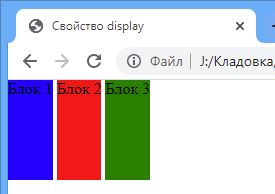 Свойство display
Файл J:/Кладовка,
Блок 1 Блок 2 Блок 3